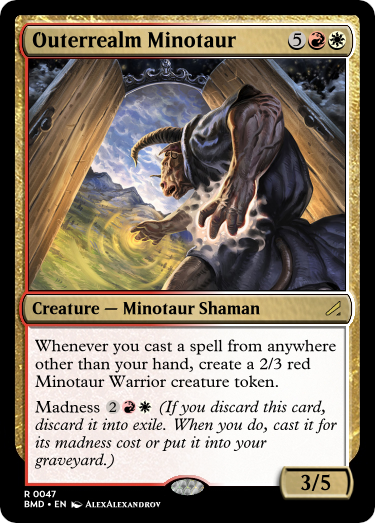 Outerrealm Minotaur 5
Creature — Minotaur Shaman
Whenever you cast a spell from anywhere
other than your hand, create a 2/3 red
Minotaur Warrior creature token.
Madness 2 (If you discard this card,
discard it into exile. When you do, cast it for
its madness cost or put it into your
graveyard.)
3/5
R 0047
BMD • EN AlexAlexandrov